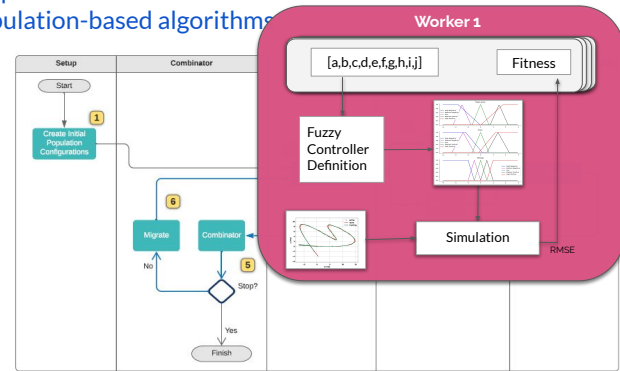 pulation-based algorithms
Worker 1
[a,b,c,d,e,f,g,h,i,j]
Fitness
Fuzzy
Controller
Definition
Simulation
RMSE
Setup
Combinator
Start
1
Create Initial
Population
Configurations
6
Migrate
Combinator
5
No
Stop?
Yes
Finish